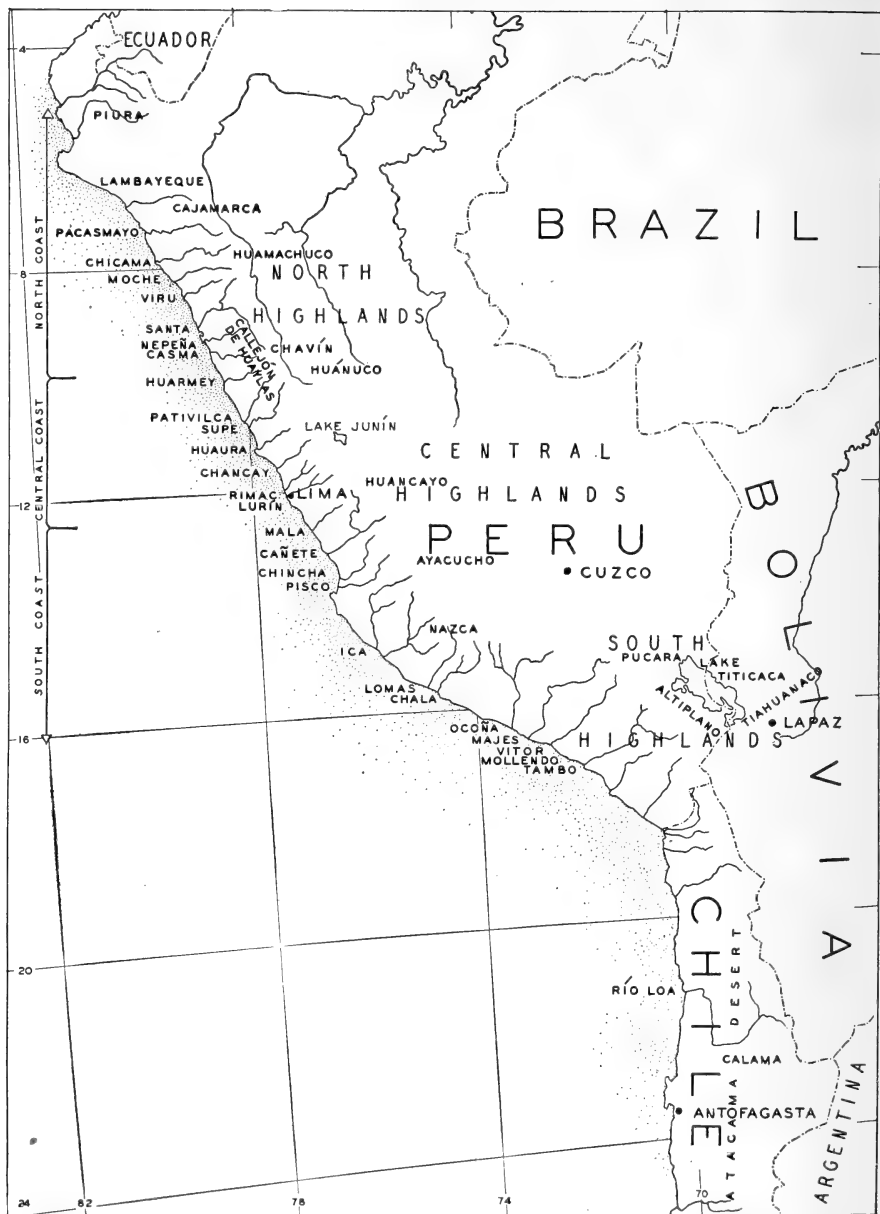 4
ECUADOR
PIURA
LAMBAYEQUE
CAJAMARCA
BRAZIL
PACASMAYO
CHICAMA
HUAMACHUCO
NORTH
8
MOCHE
VIRU
HIGHLANDS
SANTA
NEPEÑA
CASMA
CALLEJÓM
DE HUAYLAS
CHAVÍN
HUÁNUCO
HUARMEY
NORTH COAST
PATIVILCA
SUPE
LAKE JUNÍN
HUAURA
CENTRAL
CHANCAY
HUANCAYO
HIGHLANDS
RIMAC
LIMA
LURÍN
12
CENTRAL COAST
MALA
PERU
CAÑETE
AYACUCHO
CHINCHA
PISCO
CUZCO
BOLIVIA
NAZCA
ICA
SOUTH
PUCARA
LAKE
TITICACA
LOMAS
CHALA
SOUTH COAST
ALTIPLANO
TIAHUANACO
LAPAZ
OCOÑA
MAJES
HIGHLANDS
VITOR
MOLLENDO
TAMBO
16
CHILE
20
RÍO LOA
DESERT
CALAMA
ATACAMA
ANTOFAGASTA
ARGENTINA
24
82
78
74
70